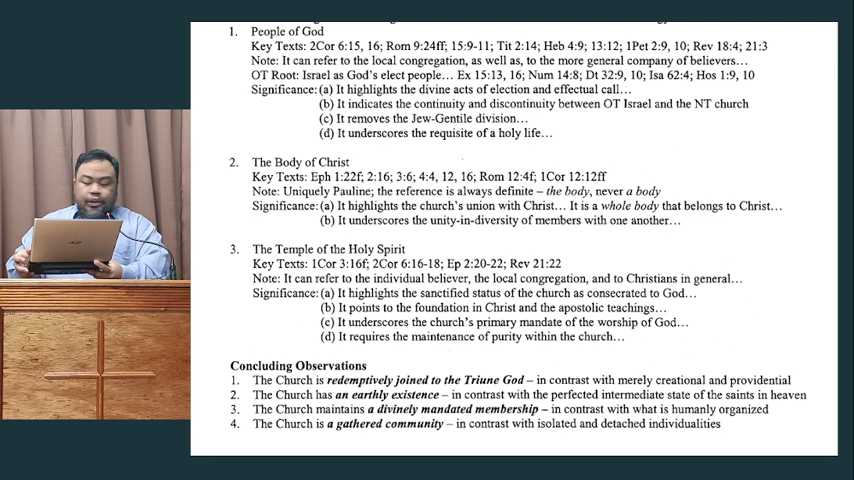 1. People of God
Key Texts: 2Cor 6:15, 16; Rom 9:24ff; 15:9-11; Tit 2:14; Heb 4:9; 13:12; 1Pet 2:9, 10; Rev 18:4; 21:3
Note: It can refer to the local congregation, as well as, to the more general company of believers…
OT Root: Israel as God's elect people… Ex 15:13, 16; Num 14:8; Dt 32:9, 10; Isa 62:4; Hos 1:9, 10
Significance: (a) It highlights the divine acts of election and effectual call…
(b) It indicates the continuity and discontinuity between OT Israel and the NT church
(c) It removes the Jew-Gentile division…
(d) It underscores the requisite of a holy life…
2. The Body of Christ
Key Texts: Eph 1:22f; 2:16; 3:6; 4:4, 12, 16; Rom 12:4f; 1Cor 12:12ff
Note: Uniquely Pauline; the reference is always definite – the body, never a body
Significance: (a) It highlights the church's union with Christ… It is a whole body that belongs to Christ…
(b) It underscores the unity-in-diversity of members with one another…
3. The Temple of the Holy Spirit
Key Texts: 1Cor 3:16f; 2Cor 6:16-18; Ep 2:20-22; Rev 21:22
Note: It can refer to the individual believer, the local congregation, and to Christians in general…
Significance: (a) It highlights the sanctified status of the church as consecrated to God…
(b) It points to the foundation in Christ and the apostolic teachings…
(c) It underscores the church's primary mandate of the worship of God…
(d) It requires the maintenance of purity within the church…
Concluding Observations
1. The Church is redemptively joined to the Triune God – in contrast with merely creational and providential
2. The Church has an earthly existence – in contrast with the perfected intermediate state of the saints in heaven
3. The Church maintains a divinely mandated membership – in contrast with what is humanly organized
4. The Church is a gathered community – in contrast with isolated and detached individualities